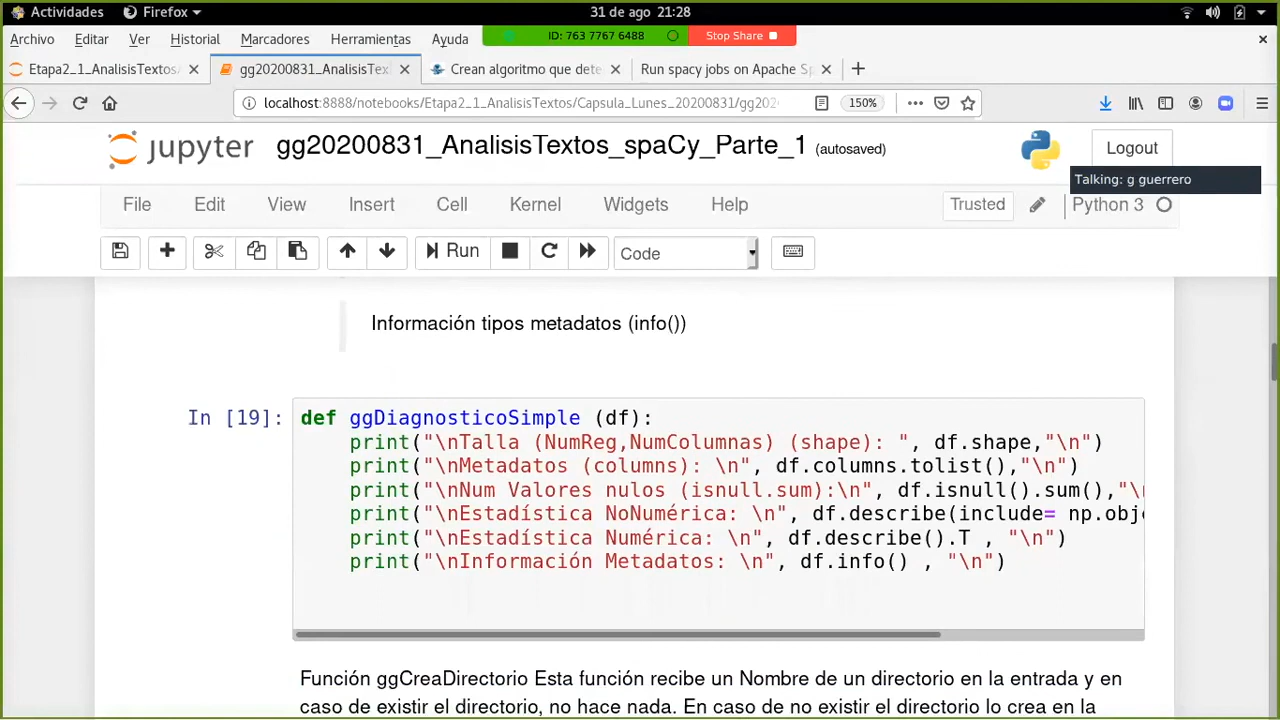 Actividades Firefox 31 de ago 21:28
Archivo Editar Ver Historial Marcadores Herramientas Ayuda ID: 763 7767 6488 Stop Share
Etapa2_1_AnalisisTextos/ gg20200831_AnalisisTex Crean algoritmo que dete Run spacy jobs on Apache Sp
localhost:8888/notebooks/Etapa2_1_AnalisisTextos/Capsula_Lunes_20200831/gg202 150%
jupyter gg20200831_AnalisisTextos_spaCy_Parte_1 (autosaved) Logout
Talking: g guerrero
File Edit View Insert Cell Kernel Widgets Help Trusted Python 3
Run Code
Información tipos metadatos (info())
In [19]: def ggDiagnosticoSimple (df):
print("\nTalla (NumReg,NumColumnas) (shape): ", df.shape,"\n")
print("\nMetadatos (columns): \n", df.columns.tolist(),"\n")
print("\nNum Valores nulos (isnull.sum):\n", df.isnull().sum(),"\
print("\nEstadística NoNumérica: \n", df.describe(include= np.obj
print("\nEstadística Numérica: \n", df.describe().T , "\n")
print("\nInformación Metadatos: \n", df.info() , "\n")
Función ggCreaDirectorio Esta función recibe un Nombre de un directorio en la entrada y en
caso de existir el directorio, no hace nada. En caso de no existir el directorio lo crea en la